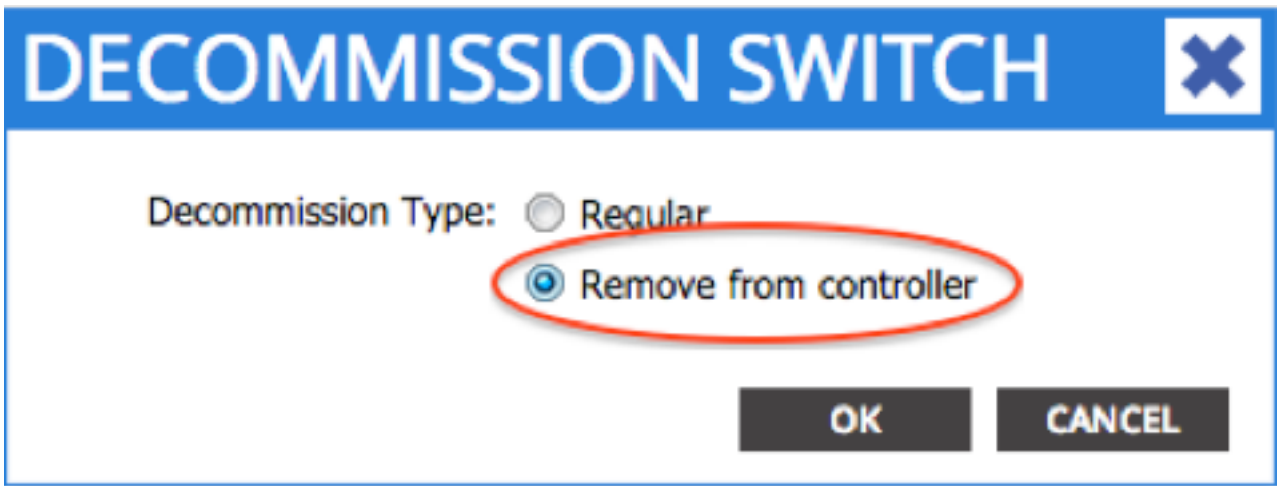 DECOMMISSION SWITCH
Decommission Type: Regular
Remove from controller
OK CANCEL